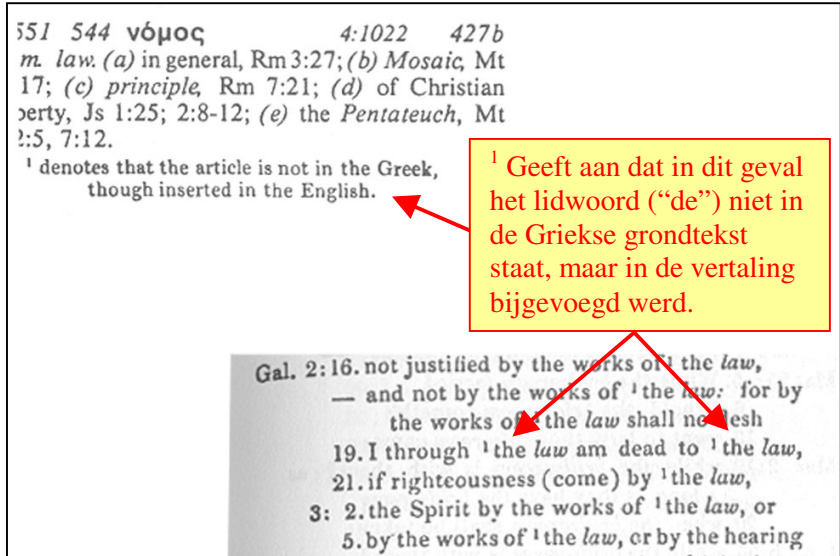 551 544 νόμος 4:1022 427b
m. law. (a) in general, Rm 3:27; (b) Mosaic, Mt
17; (c) principle, Rm 7:21; (d) of Christian
perty, Js 1:25; 2:8-12; (e) the Pentateuch, Mt
2:5, 7:12.
¹ denotes that the article is not in the Greek,
though inserted in the English.
¹ Geeft aan dat in dit geval
het lidwoord (“de”) niet in
de Griekse grondtekst
staat, maar in de vertaling
bijgevoegd werd.
Gal. 2:16. not justified by the works of ¹ the law,
— and not by the works of ¹ the law: for by
the works of ¹ the law shall no flesh
19. I through ¹ the law am dead to ¹ the law,
21. if righteousness (come) by ¹ the law,
3: 2. the Spirit by the works of ¹ the law, or
5. by the works of ¹ the law, or by the hearing